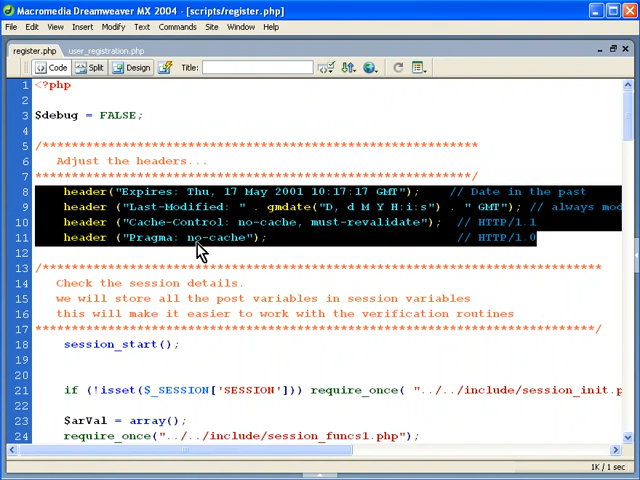 Macromedia Dreamweaver MX 2004 - [scripts/register.php]
File Edit View Insert Modify Text Commands Site Window Help
register.php user_registration.php
Code Split Design Title:
1 <?php
2
3 $debug = FALSE;
4
5 /****************************************************************
6 Adjust the headers...
7 ****************************************************************/
8 header ("Expires: Thu, 17 May 2001 10:17:17 GMT"); // Date in the past
9 header ("Last-Modified: " . gmdate("D, d M Y H:i:s") . " GMT"); // always mod
10 header ("Cache-Control: no-cache, must-revalidate"); // HTTP/1.1
11 header ("Pragma: no-cache"); // HTTP/1.0
12
13 /*********************************************************************************
14 Check the session details.
15 we will store all the post variables in session variables
16 this will make it easier to work with the verification routines
17 *********************************************************************************/
18 session_start();
19
20
21 if (!isset($_SESSION['SESSION'])) require_once( "../../include/session_init.p
22
23 $arVal = array();
24 require_once("../../include/session_funcs1.php");
1K / 1 sec